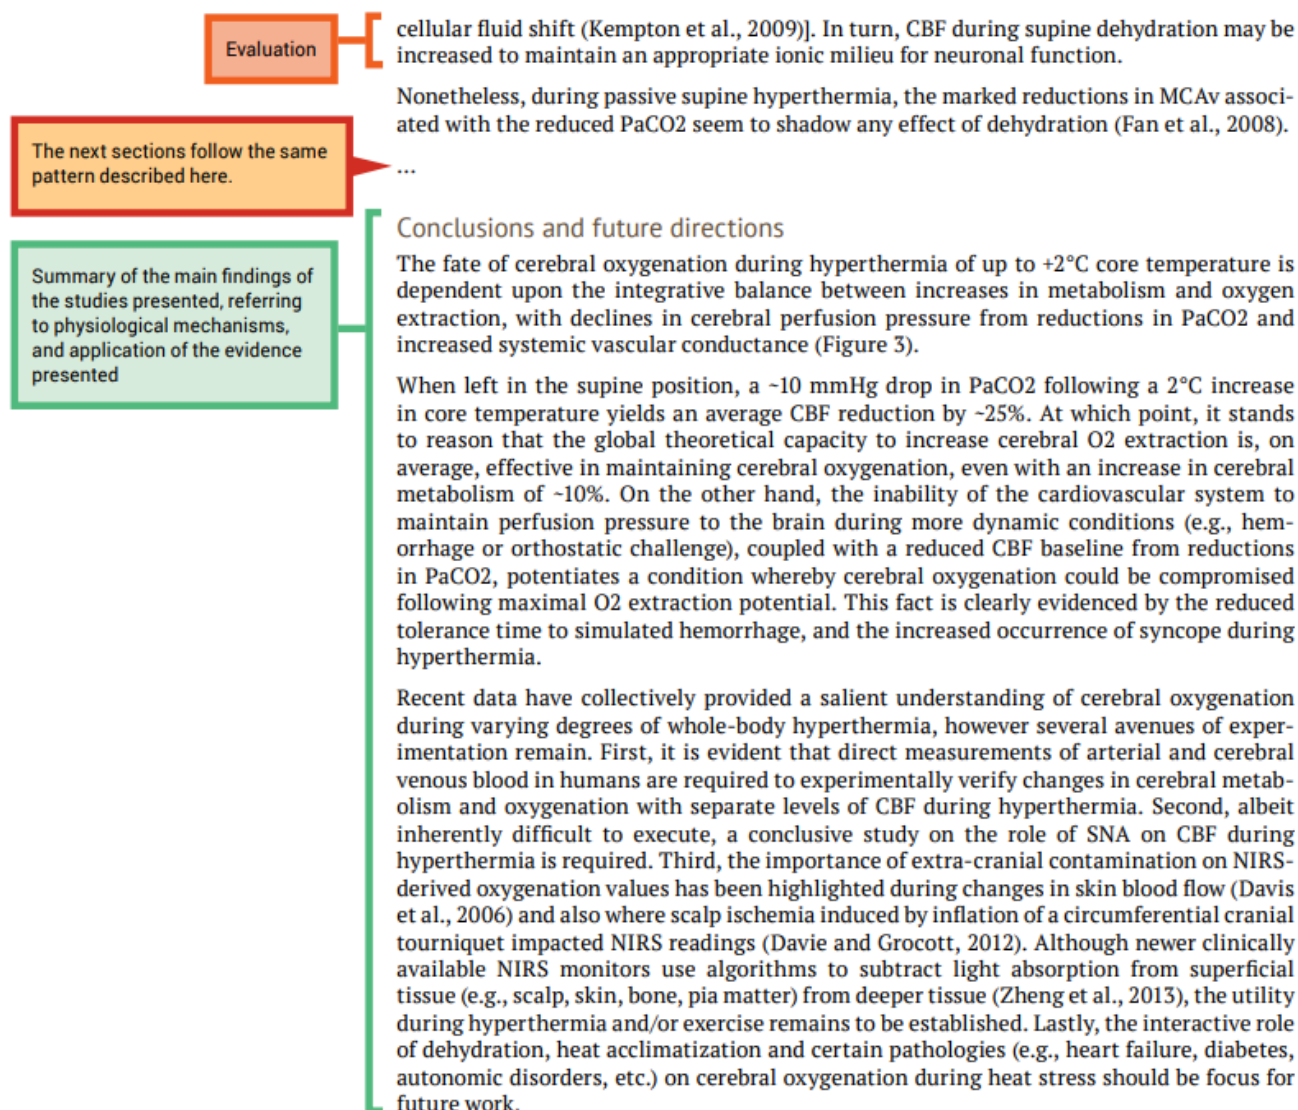 Evaluation
cellular fluid shift (Kempton et al., 2009)]. In turn, CBF during supine dehydration may be
increased to maintain an appropriate ionic milieu for neuronal function.
Nonetheless, during passive supine hyperthermia, the marked reductions in MCAv associ-
ated with the reduced PaCO2 seem to shadow any effect of dehydration (Fan et al., 2008).
The next sections follow the same
pattern described here.
...
Summary of the main findings of
the studies presented, referring
to physiological mechanisms,
and application of the evidence
presented
Conclusions and future directions
The fate of cerebral oxygenation during hyperthermia of up to +2°C core temperature is
dependent upon the integrative balance between increases in metabolism and oxygen
extraction, with declines in cerebral perfusion pressure from reductions in PaCO2 and
increased systemic vascular conductance (Figure 3).
When left in the supine position, a ~10 mmHg drop in PaCO2 following a 2°C increase
in core temperature yields an average CBF reduction by ~25%. At which point, it stands
to reason that the global theoretical capacity to increase cerebral O2 extraction is, on
average, effective in maintaining cerebral oxygenation, even with an increase in cerebral
metabolism of ~10%. On the other hand, the inability of the cardiovascular system to
maintain perfusion pressure to the brain during more dynamic conditions (e.g., hem-
orrhage or orthostatic challenge), coupled with a reduced CBF baseline from reductions
in PaCO2, potentiates a condition whereby cerebral oxygenation could be compromised
following maximal O2 extraction potential. This fact is clearly evidenced by the reduced
tolerance time to simulated hemorrhage, and the increased occurrence of syncope during
hyperthermia.
Recent data have collectively provided a salient understanding of cerebral oxygenation
during varying degrees of whole-body hyperthermia, however several avenues of exper-
imentation remain. First, it is evident that direct measurements of arterial and cerebral
venous blood in humans are required to experimentally verify changes in cerebral metab-
olism and oxygenation with separate levels of CBF during hyperthermia. Second, albeit
inherently difficult to execute, a conclusive study on the role of SNA on CBF during
hyperthermia is required. Third, the importance of extra-cranial contamination on NIRS-
derived oxygenation values has been highlighted during changes in skin blood flow (Davis
et al., 2006) and also where scalp ischemia induced by inflation of a circumferential cranial
tourniquet impacted NIRS readings (Davie and Grocott, 2012). Although newer clinically
available NIRS monitors use algorithms to subtract light absorption from superficial
tissue (e.g., scalp, skin, bone, pia matter) from deeper tissue (Zheng et al., 2013), the utility
during hyperthermia and/or exercise remains to be established. Lastly, the interactive role
of dehydration, heat acclimatization and certain pathologies (e.g., heart failure, diabetes,
autonomic disorders, etc.) on cerebral oxygenation during heat stress should be focus for
future work.